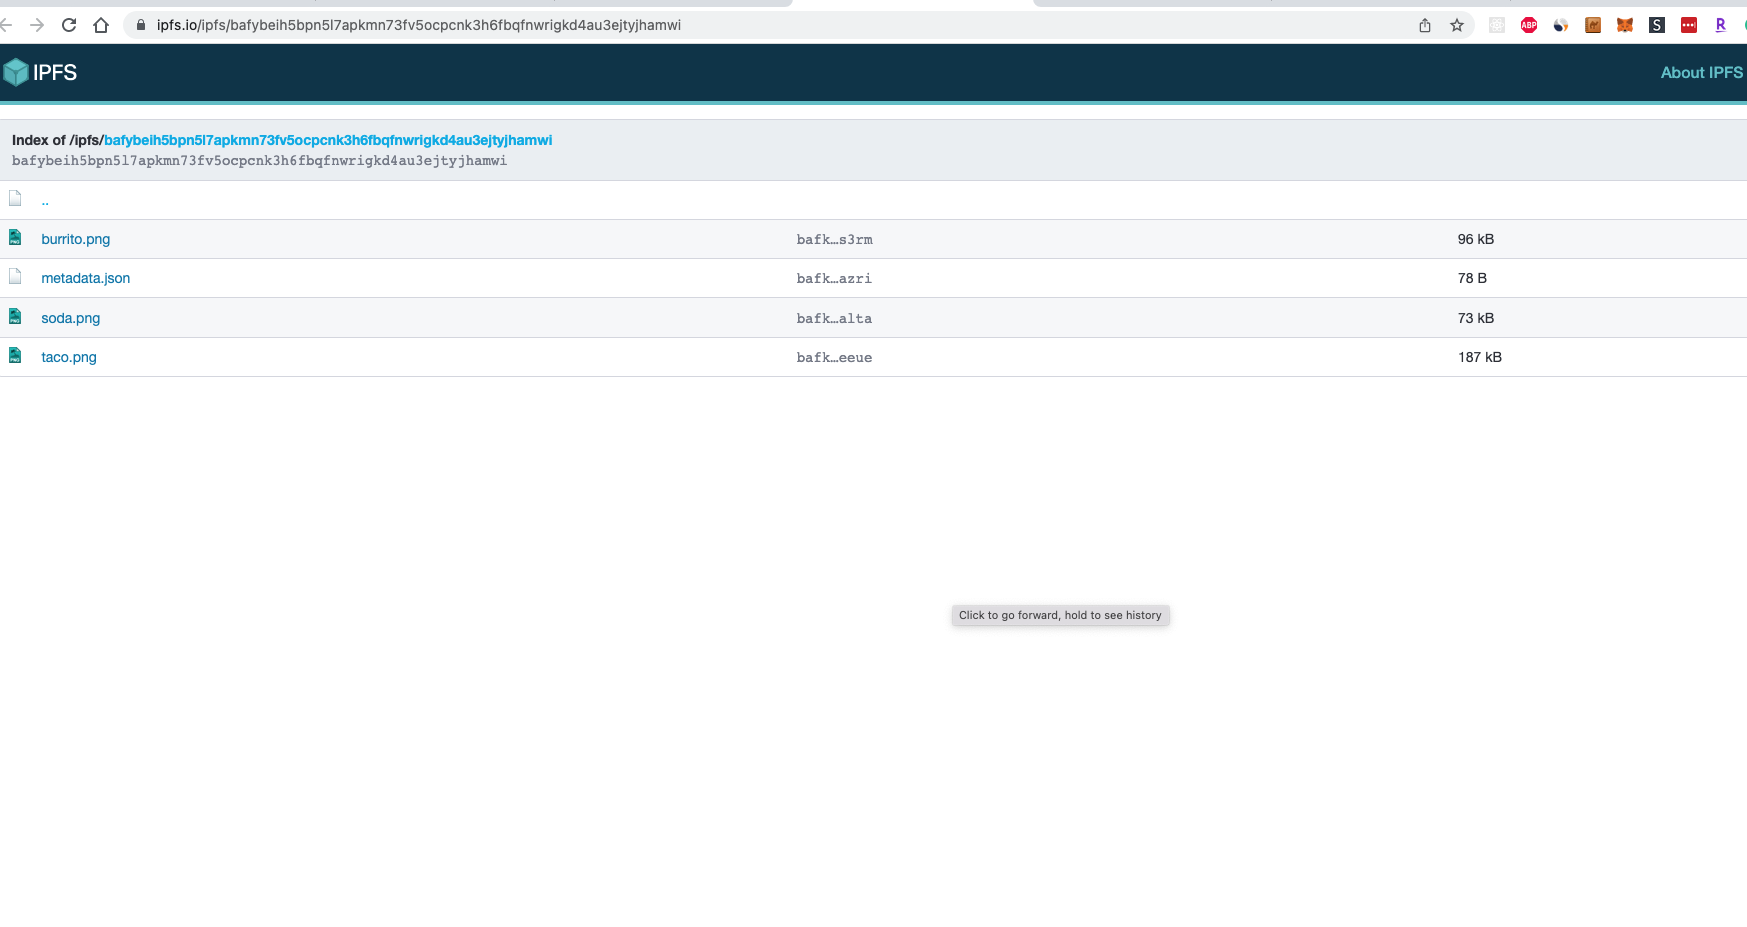 ipfs.io/ipfs/bafybeih5bpn5l7apkmn73fv5ocpcnk3h6fbqfnwrigkd4au3ejtyjhamwi
ABP
S
R
IPFS
About IPFS
Index of /ipfs/bafybeih5bpn5l7apkmn73fv5ocpcnk3h6fbqfnwrigkd4au3ejtyjhamwi
bafybeih5bpn5l7apkmn73fv5ocpcnk3h6fbqfnwrigkd4au3ejtyjhamwi
..
burrito.png bafk…s3rm 96 kB
metadata.json bafk…azri 78 B
soda.png bafk…alta 73 kB
taco.png bafk…eeue 187 kB
Click to go forward, hold to see history